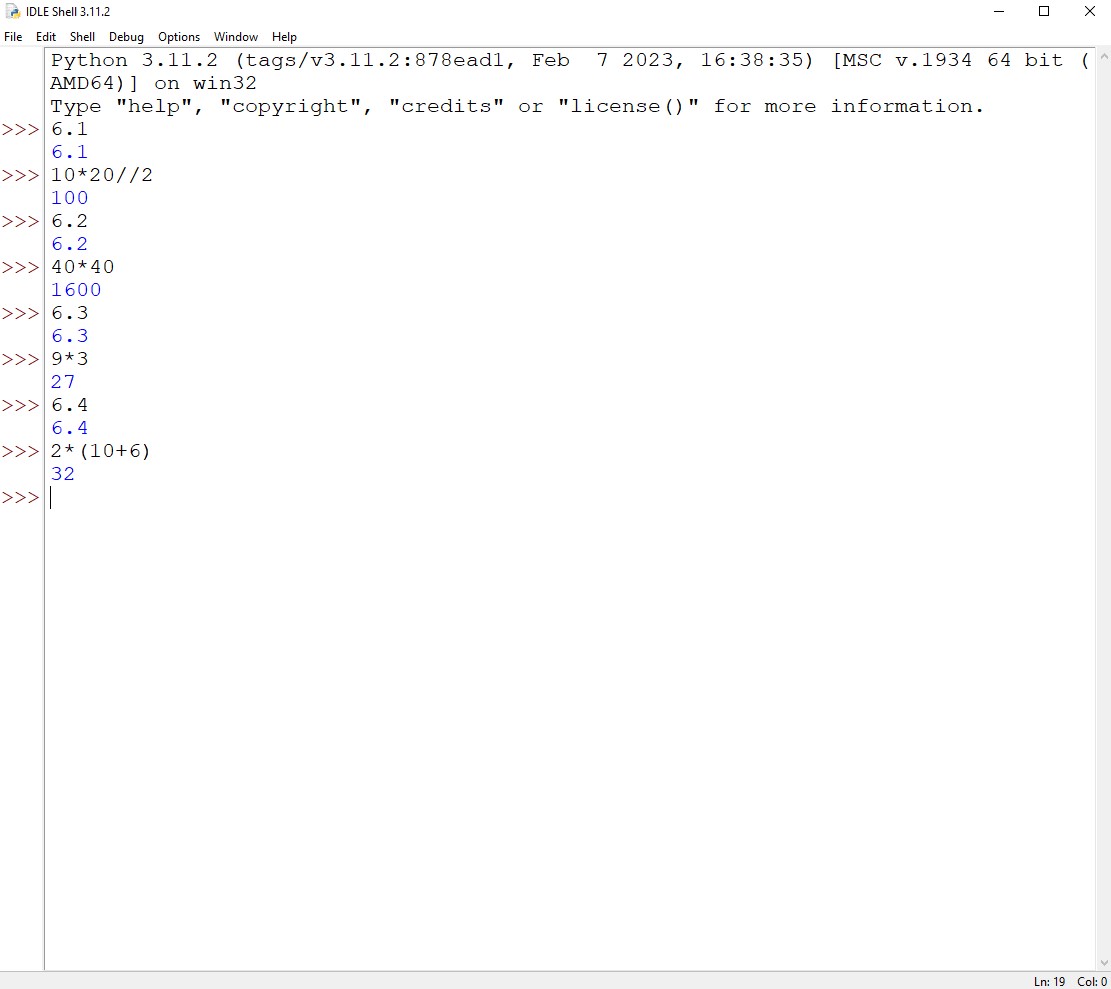 IDLE Shell 3.11.2
File Edit Shell Debug Options Window Help
Python 3.11.2 (tags/v3.11.2:878ead1, Feb  7 2023, 16:38:35) [MSC v.1934 64 bit (
AMD64)] on win32
Type "help", "copyright", "credits" or "license()" for more information.
>>> 6.1
6.1
>>> 10*20//2
100
>>> 6.2
6.2
>>> 40*40
1600
>>> 6.3
6.3
>>> 9*3
27
>>> 6.4
6.4
>>> 2*(10+6)
32
>>>
Ln: 19 Col: 0